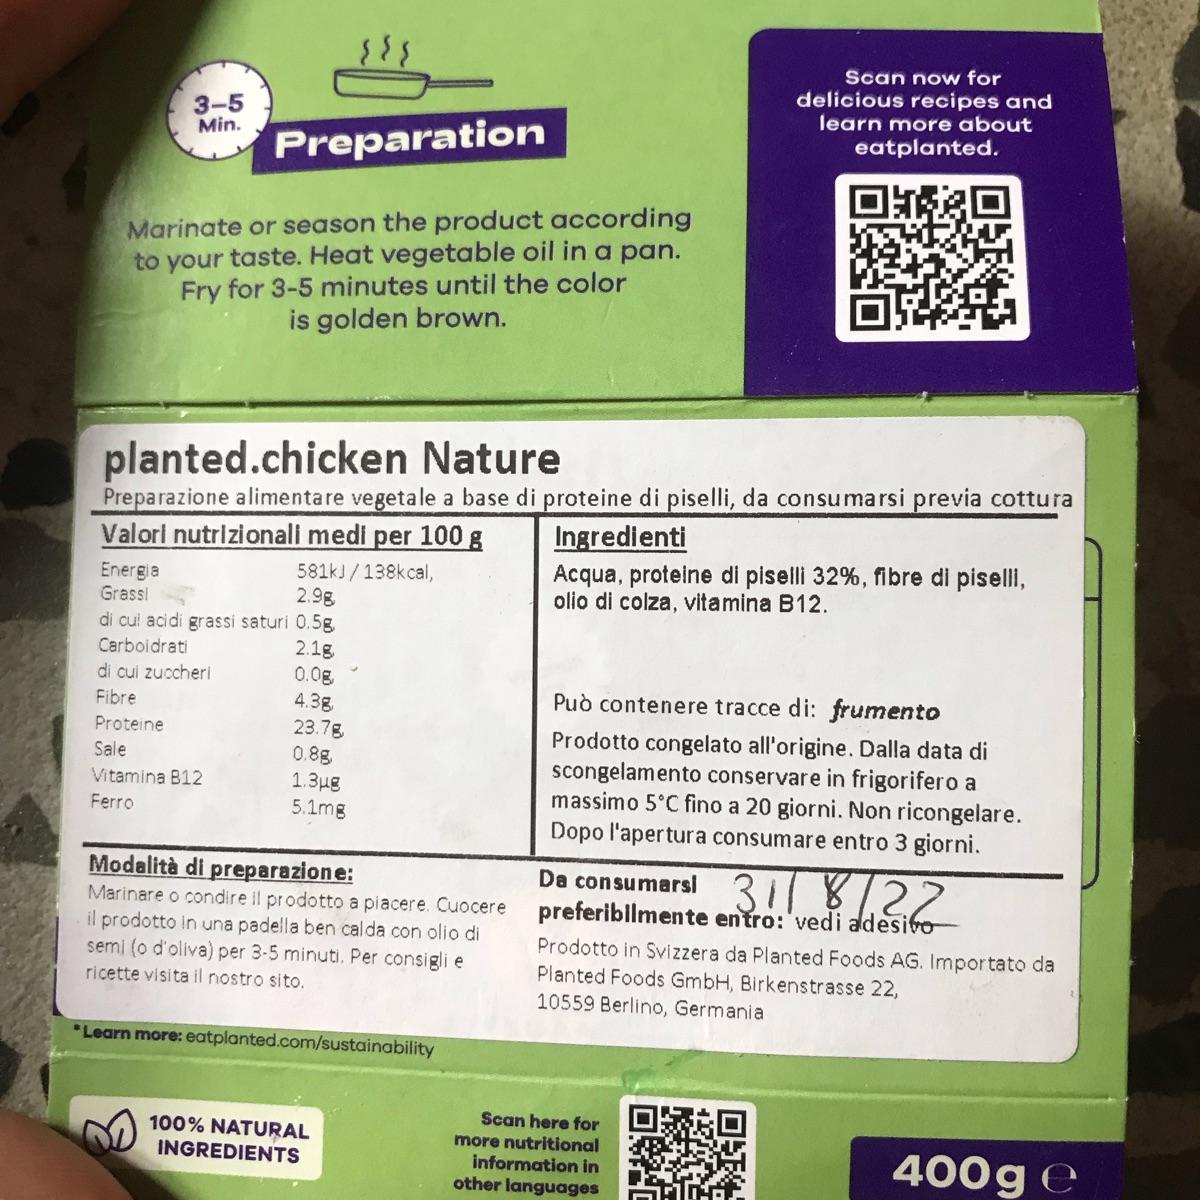 3-5
Min.
Preparation
Marinate or season the product according
to your taste. Heat vegetable oil in a pan.
Fry for 3-5 minutes until the color
is golden brown.
Scan now for
delicious recipes and
learn more about
eatplanted.
planted.chicken Nature
Preparazione alimentare vegetale a base di proteine di piselli, da consumarsi previa cottura
Valori nutrizionali medi per 100 g
Energia 581kJ / 138kcal,
Grassi 2.9g,
di cui acidi grassi saturi 0.5g,
Carboidrati 2.1g,
di cui zuccheri 0.0g,
Fibre 4.3g,
Proteine 23.7g,
Sale 0.8g,
Vitamina B12 1.3µg
Ferro 5.1mg
Ingredienti
Acqua, proteine di piselli 32%, fibre di piselli,
olio di colza, vitamina B12.
Può contenere tracce di: frumento
Prodotto congelato all'origine. Dalla data di
scongelamento conservare in frigorifero a
massimo 5°C fino a 20 giorni. Non ricongelare.
Dopo l'apertura consumare entro 3 giorni.
Modalità di preparazione:
Marinare o condire il prodotto a piacere. Cuocere
il prodotto in una padella ben calda con olio di
semi (o d'oliva) per 3-5 minuti. Per consigli e
ricette visita il nostro sito.
Da consumarsi 31/8/22
preferibilmente entro: vedi adesivo
Prodotto in Svizzera da Planted Foods AG. Importato da
Planted Foods GmbH, Birkenstrasse 22,
10559 Berlino, Germania
*Learn more: eatplanted.com/sustainability
100% NATURAL
INGREDIENTS
Scan here for
more nutritional
information in
other languages
400g e